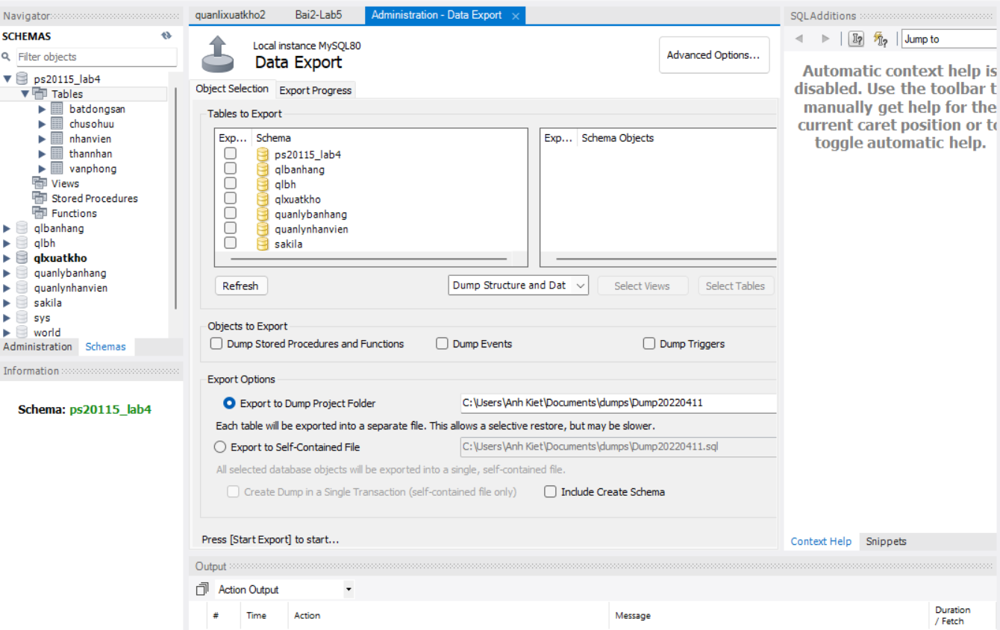 Navigator
SCHEMAS
Filter objects
ps20115_lab4
Tables
batdongsan
chusohuu
nhanvien
thannhan
vanphong
Views
Stored Procedures
Functions
qlbanhang
qlbh
qlxuatkho
quanlybanhang
quanlynhanvien
sakila
sys
world
Administration Schemas
Information
Schema: ps20115_lab4
quanlixuatkho2 Bai2-Lab5 Administration - Data Export ×
Local instance MySQL80
Data Export
Advanced Options...
Object Selection Export Progress
Tables to Export
Exp... Schema
ps20115_lab4
qlbanhang
qlbh
qlxuatkho
quanlybanhang
quanlynhanvien
sakila
Exp... Schema Objects
Refresh Dump Structure and Dat Select Views Select Tables
Objects to Export
Dump Stored Procedures and Functions Dump Events Dump Triggers
Export Options
Export to Dump Project Folder C:\Users\Anh Kiet\Documents\dumps\Dump20220411
Each table will be exported into a separate file. This allows a selective restore, but may be slower.
Export to Self-Contained File C:\Users\Anh Kiet\Documents\dumps\Dump20220411.sql
All selected database objects will be exported into a single, self-contained file.
Create Dump in a Single Transaction (self-contained file only) Include Create Schema
Press [Start Export] to start...
SQLAdditions
Jump to
Automatic context help is
disabled. Use the toolbar t
manually get help for the
current caret position or to
toggle automatic help.
Context Help Snippets
Output
Action Output
# Time Action Message Duration / Fetch